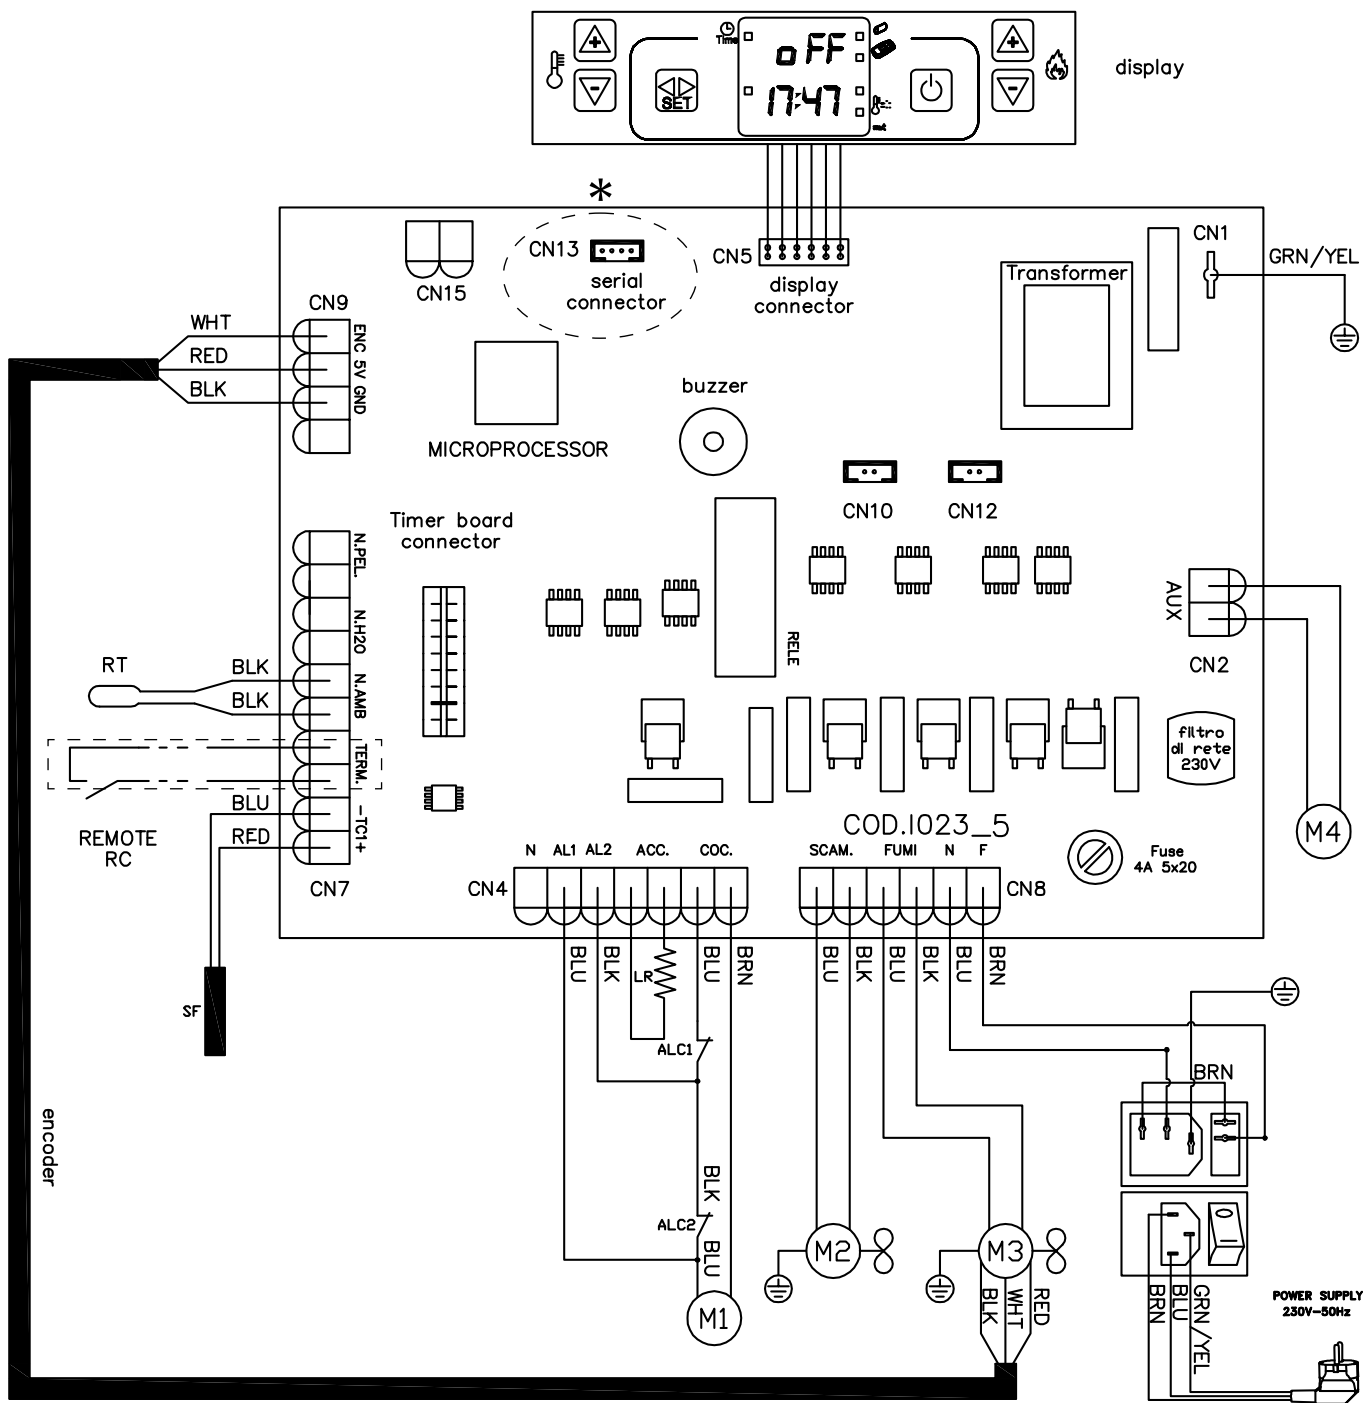 Time
oFF
17:47
SET
out
display
*
CN13
serial
connector
CN5
display
connector
CN15
CN1
GRN/YEL
Transformer
CN9
WHT
RED
BLK
ENC 5V GND
buzzer
MICROPROCESSOR
CN10
CN12
Timer board
connector
N.PEL.
N.H2O
N.AMB
TERM.
-TC1+
RELE
AUX
CN2
RT
BLK
BLK
REMOTE
RC
BLU
RED
CN7
SF
filtro
di rete
230V
M4
COD.I023_5
Fuse
4A 5x20
N AL1 AL2 ACC. COC.
CN4
SCAM. FUMI N F
CN8
BLU
BLK
LR
BLU
BRN
BLU
BLK
BLU
BLK
BLU
BRN
ALC1
BRN
encoder
BLK
ALC2
BLU
M1
M2
M3
BLK
WHT
RED
BRN
BLU
GRN/YEL
POWER SUPPLY
230V-50Hz